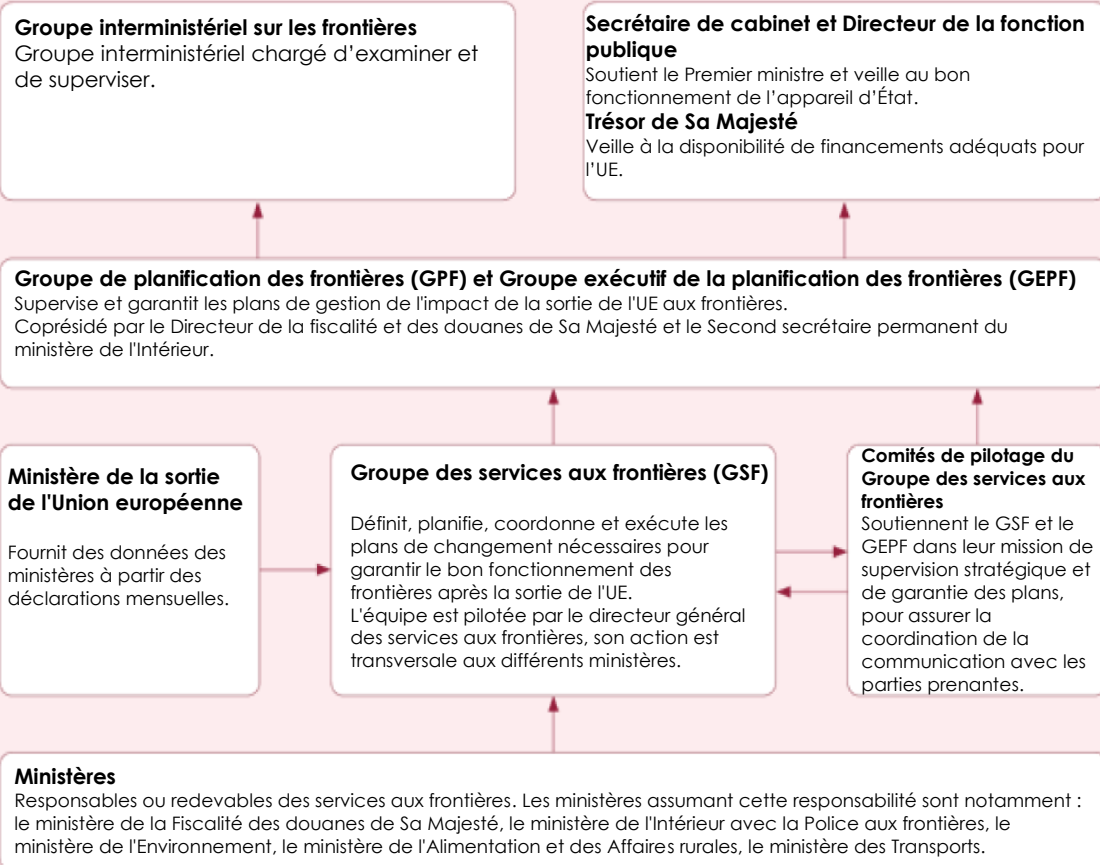 Groupe interministériel sur les frontières
Groupe interministériel chargé d’examiner et
de superviser.
Secrétaire de cabinet et Directeur de la fonction
publique
Soutient le Premier ministre et veille au bon
fonctionnement de l’appareil d’État.
Trésor de Sa Majesté
Veille à la disponibilité de financements adéquats pour
l’UE.
Groupe de planification des frontières (GPF) et Groupe exécutif de la planification des frontières (GEPF)
Supervise et garantit les plans de gestion de l'impact de la sortie de l'UE aux frontières.
Coprésidé par le Directeur de la fiscalité et des douanes de Sa Majesté et le Second secrétaire permanent du
ministère de l'Intérieur.
Ministère de la sortie
de l'Union européenne
Fournit des données des
ministères à partir des
déclarations mensuelles.
Groupe des services aux frontières (GSF)
Définit, planifie, coordonne et exécute les
plans de changement nécessaires pour
garantir le bon fonctionnement des
frontières après la sortie de l'UE.
L'équipe est pilotée par le directeur général
des services aux frontières, son action est
transversale aux différents ministères.
Comités de pilotage du
Groupe des services aux
frontières
Soutiennent le GSF et le
GEPF dans leur mission de
supervision stratégique et
de garantie des plans,
pour assurer la
coordination de la
communication avec les
parties prenantes.
Ministères
Responsables ou redevables des services aux frontières. Les ministères assumant cette responsabilité sont notamment :
le ministère de la Fiscalité des douanes de Sa Majesté, le ministère de l'Intérieur avec la Police aux frontières, le
ministère de l'Environnement, le ministère de l'Alimentation et des Affaires rurales, le ministère des Transports.